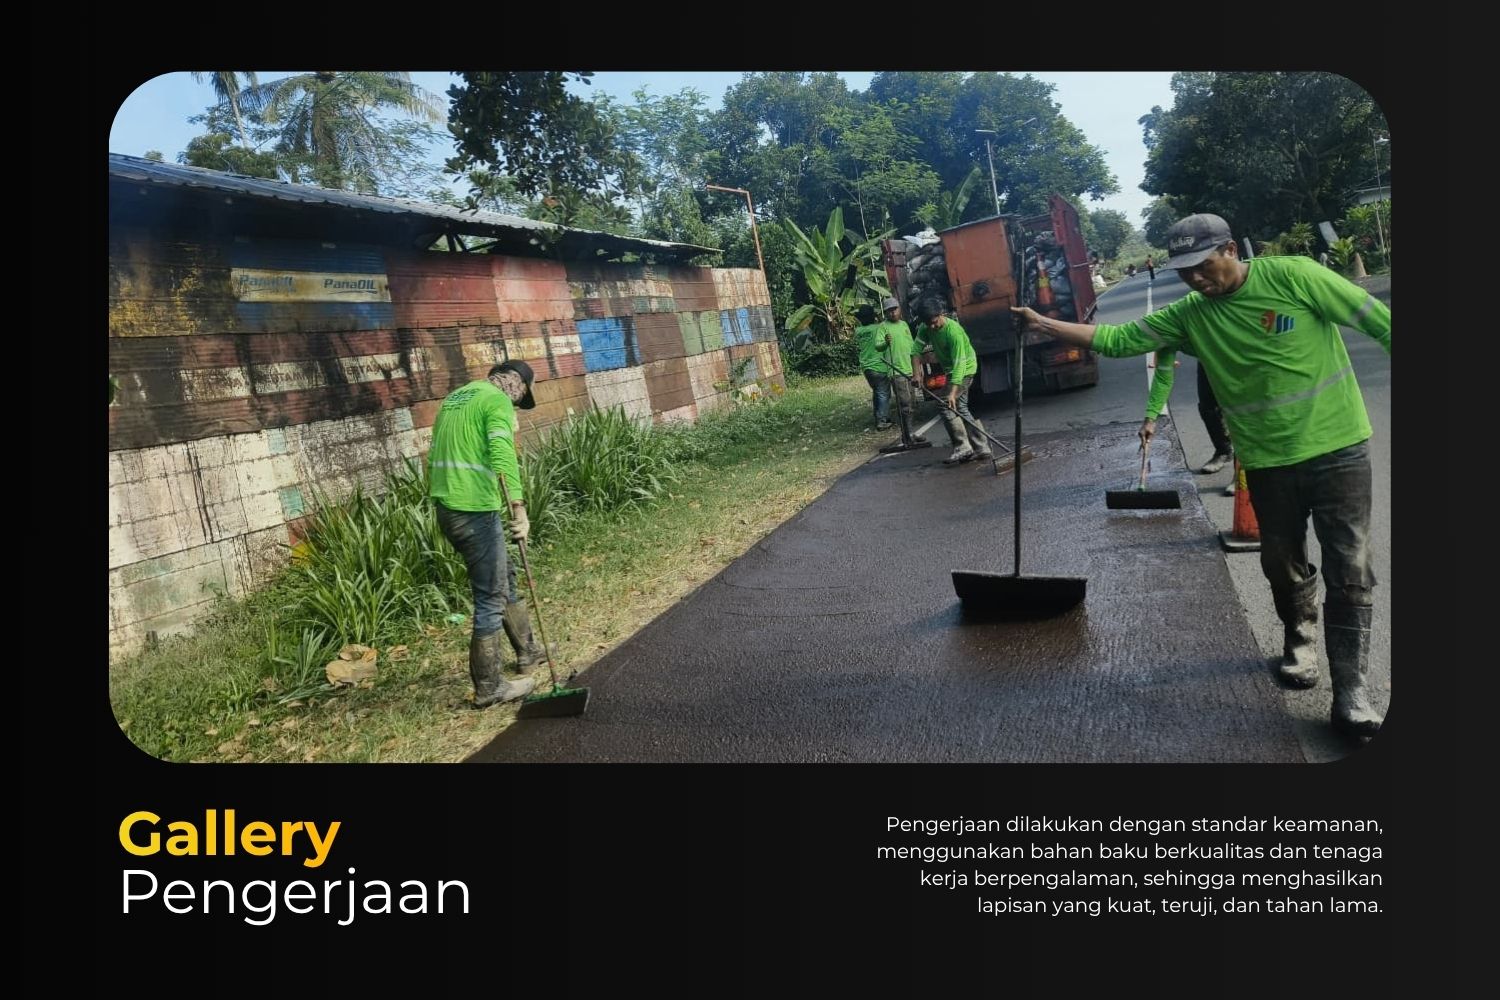 PanaOIL
PanaOIL
Gallery
Pengerjaan
Pengerjaan dilakukan dengan standar keamanan,
menggunakan bahan baku berkualitas dan tenaga
kerja berpengalaman, sehingga menghasilkan
lapisan yang kuat, teruji, dan tahan lama.